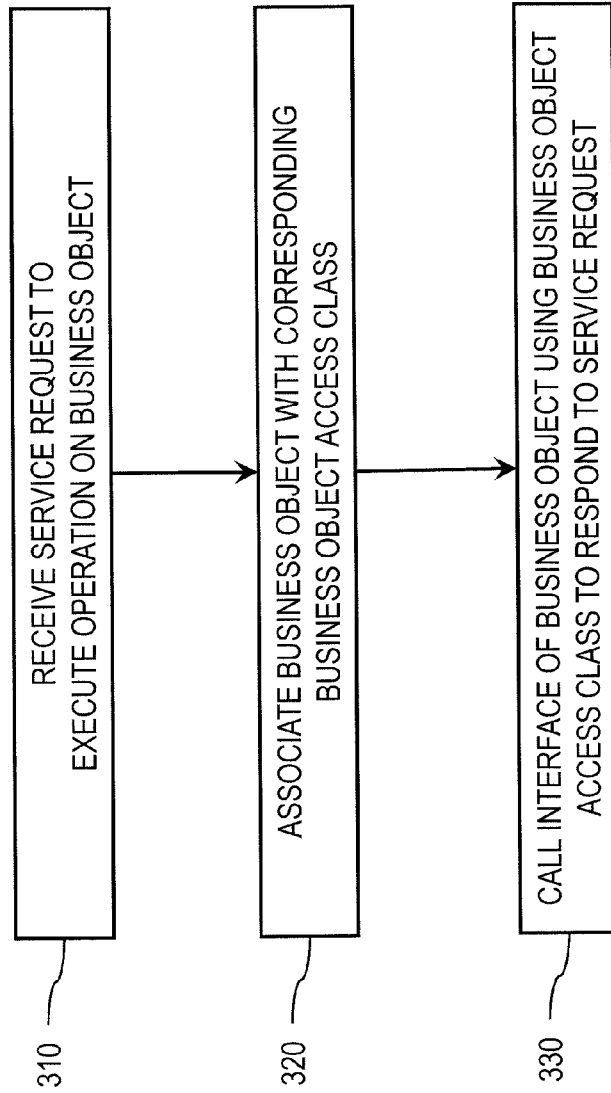 310
RECEIVE SERVICE REQUEST TO
EXECUTE OPERATION ON BUSINESS OBJECT
320
ASSOCIATE BUSINESS OBJECT WITH CORRESPONDING
BUSINESS OBJECT ACCESS CLASS
330
CALL INTERFACE OF BUSINESS OBJECT USING BUSINESS OBJECT
ACCESS CLASS TO RESPOND TO SERVICE REQUEST